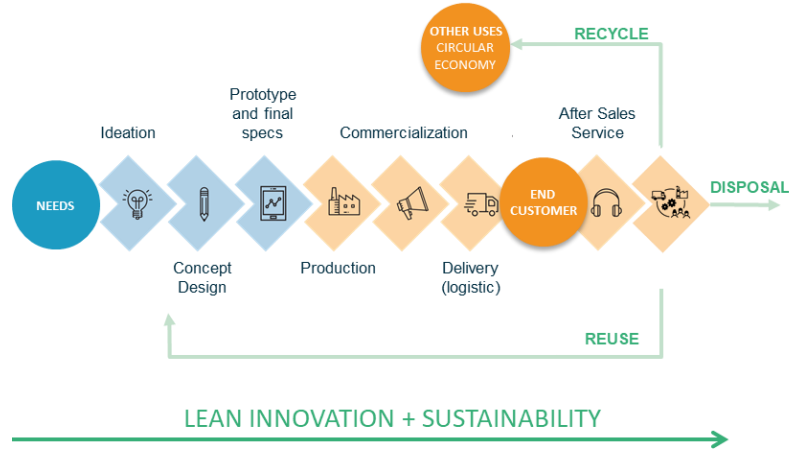 OTHER USES
CIRCULAR
ECONOMY
RECYCLE
Prototype
and final
specs
Ideation
Commercialization
After Sales
Service
NEEDS
END
CUSTOMER
DISPOSAL
Concept
Design
Production
Delivery
(logistic)
REUSE
LEAN INNOVATION + SUSTAINABILITY